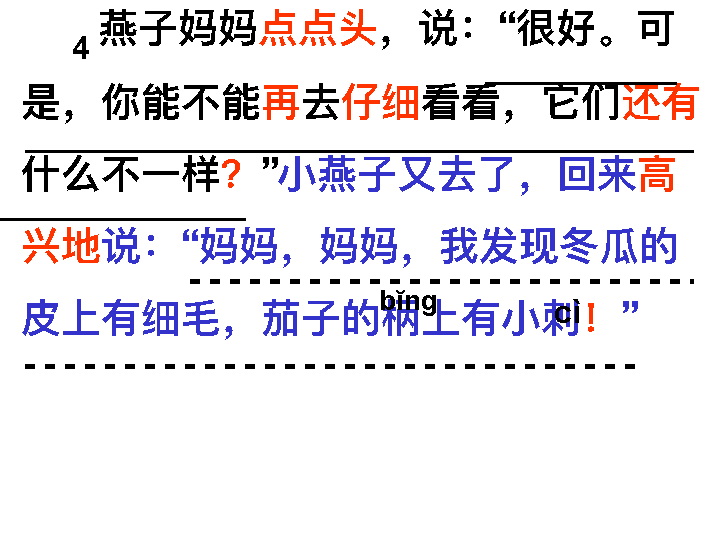 4 燕子妈妈点点头，说：“很好。可
是，你能不能再去仔细看看，它们还有
什么不一样？”小燕子又去了，回来高
兴地说：“妈妈，妈妈，我发现冬瓜的
bǐng cì
皮上有细毛，茄子的柄上有小刺！”